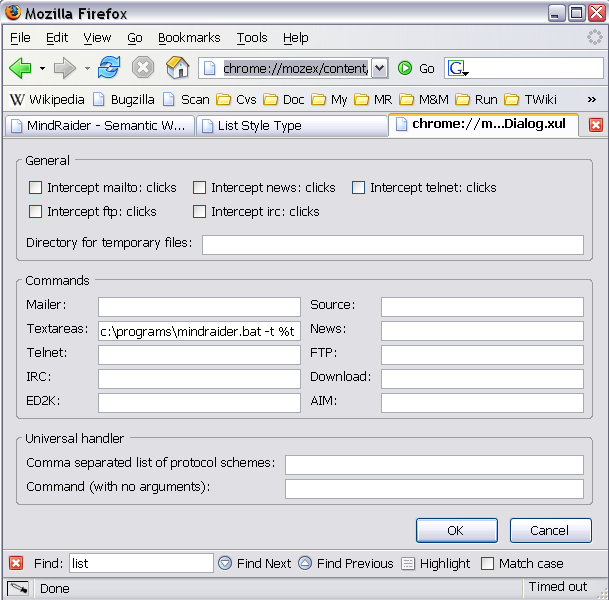 Mozilla Firefox
File Edit View Go Bookmarks Tools Help
chrome://mozex/content, Go G
W Wikipedia Bugzilla Scan Cvs Doc My MR M&M Run TWiki »
MindRaider - Semantic W... List Style Type chrome://m...Dialog.xul
General
Intercept mailto: clicks Intercept news: clicks Intercept telnet: clicks
Intercept ftp: clicks Intercept irc: clicks
Directory for temporary files:
Commands
Mailer: Source:
Textareas: c:\programs\mindraider.bat -t %t News:
Telnet: FTP:
IRC: Download:
ED2K: AIM:
Universal handler
Comma separated list of protocol schemes:
Command (with no arguments):
OK Cancel
Find: list Find Next Find Previous Highlight Match case
Done Timed out